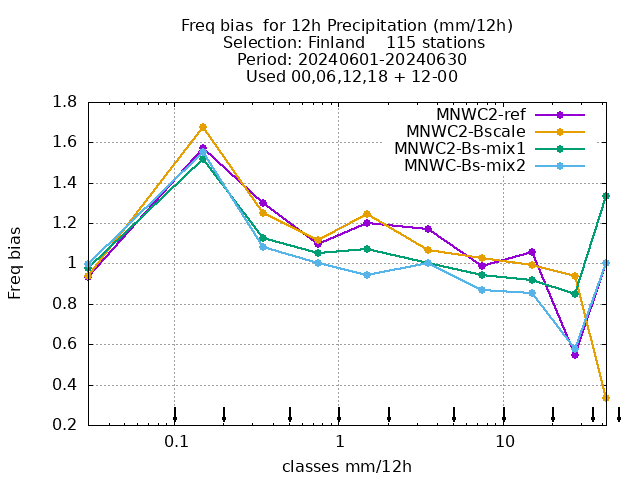 Freq bias  for 12h Precipitation (mm/12h)
Selection: Finland    115 stations
Period: 20240601-20240630
Used 00,06,12,18 + 12-00
MNWC2-ref
MNWC2-Bscale
MNWC2-Bs-mix1
MNWC-Bs-mix2
Freq bias
1.8
1.6
1.4
1.2
1
0.8
0.6
0.4
0.2
0.1
1
10
classes mm/12h